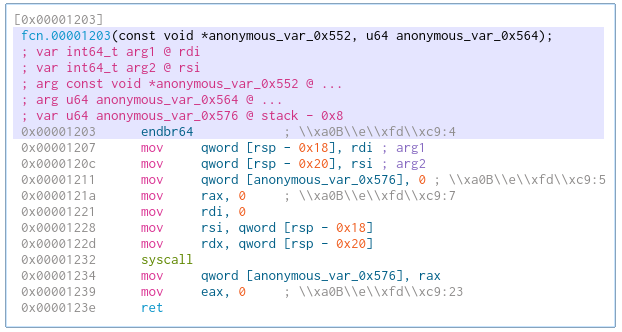 [0x00001203]
fcn.00001203(const void *anonymous_var_0x552, u64 anonymous_var_0x564);
; var int64_t arg1 @ rdi
; var int64_t arg2 @ rsi
; arg const void *anonymous_var_0x552 @ ...
; arg u64 anonymous_var_0x564 @ ...
; var u64 anonymous_var_0x576 @ stack - 0x8
0x00001203 endbr64 ; \\xa0B\\e\\xfd\\xc9:4
0x00001207 mov qword [rsp - 0x18], rdi ; arg1
0x0000120c mov qword [rsp - 0x20], rsi ; arg2
0x00001211 mov qword [anonymous_var_0x576], 0 ; \\xa0B\\e\\xfd\\xc9:5
0x0000121a mov rax, 0 ; \\xa0B\\e\\xfd\\xc9:7
0x00001221 mov rdi, 0
0x00001228 mov rsi, qword [rsp - 0x18]
0x0000122d mov rdx, qword [rsp - 0x20]
0x00001232 syscall
0x00001234 mov qword [anonymous_var_0x576], rax
0x00001239 mov eax, 0 ; \\xa0B\\e\\xfd\\xc9:23
0x0000123e ret